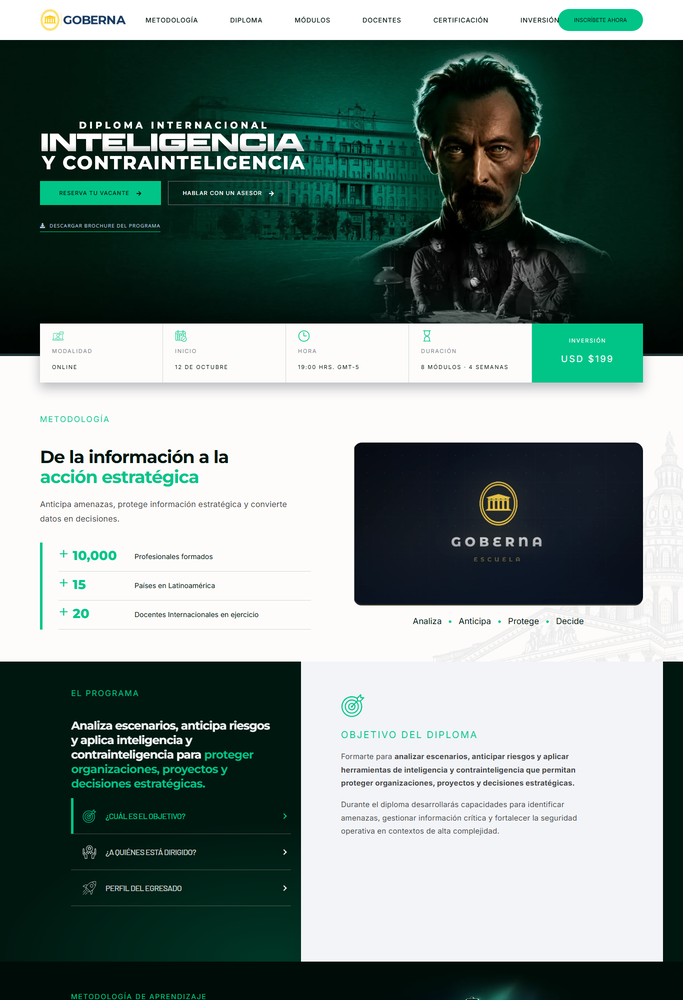 GOBERNA
METODOLOGÍA
DIPLOMA
MÓDULOS
DOCENTES
CERTIFICACIÓN
INVERSIÓN
INSCRÍBETE AHORA
DIPLOMA INTERNACIONAL
INTELIGENCIA
Y CONTRAINTELIGENCIA
RESERVA TU VACANTE →
HABLAR CON UN ASESOR →
DESCARGAR BROCHURE DEL PROGRAMA
MODALIDAD
ONLINE
INICIO
12 DE OCTUBRE
HORA
19:00 HRS. GMT-5
DURACIÓN
8 MÓDULOS · 4 SEMANAS
INVERSIÓN
USD $199
METODOLOGÍA
De la información a la
acción estratégica
Anticipa amenazas, protege información estratégica y convierte
datos en decisiones.
+ 10,000 Profesionales formados
+ 15 Países en Latinoamérica
+ 20 Docentes Internacionales en ejercicio
GOBERNA
ESCUELA
Analiza • Anticipa • Protege • Decide
EL PROGRAMA
Analiza escenarios, anticipa riesgos
y aplica inteligencia y
contrainteligencia para proteger
organizaciones, proyectos y
decisiones estratégicas.
¿CUÁL ES EL OBJETIVO?
¿A QUIÉNES ESTÁ DIRIGIDO?
PERFIL DEL EGRESADO
OBJETIVO DEL DIPLOMA
Formarte para analizar escenarios, anticipar riesgos y aplicar
herramientas de inteligencia y contrainteligencia que permitan
proteger organizaciones, proyectos y decisiones estratégicas.
Durante el diploma desarrollarás capacidades para identificar
amenazas, gestionar información crítica y fortalecer la seguridad
operativa en contextos de alta complejidad.
METODOLOGÍA DE APRENDIZAJE